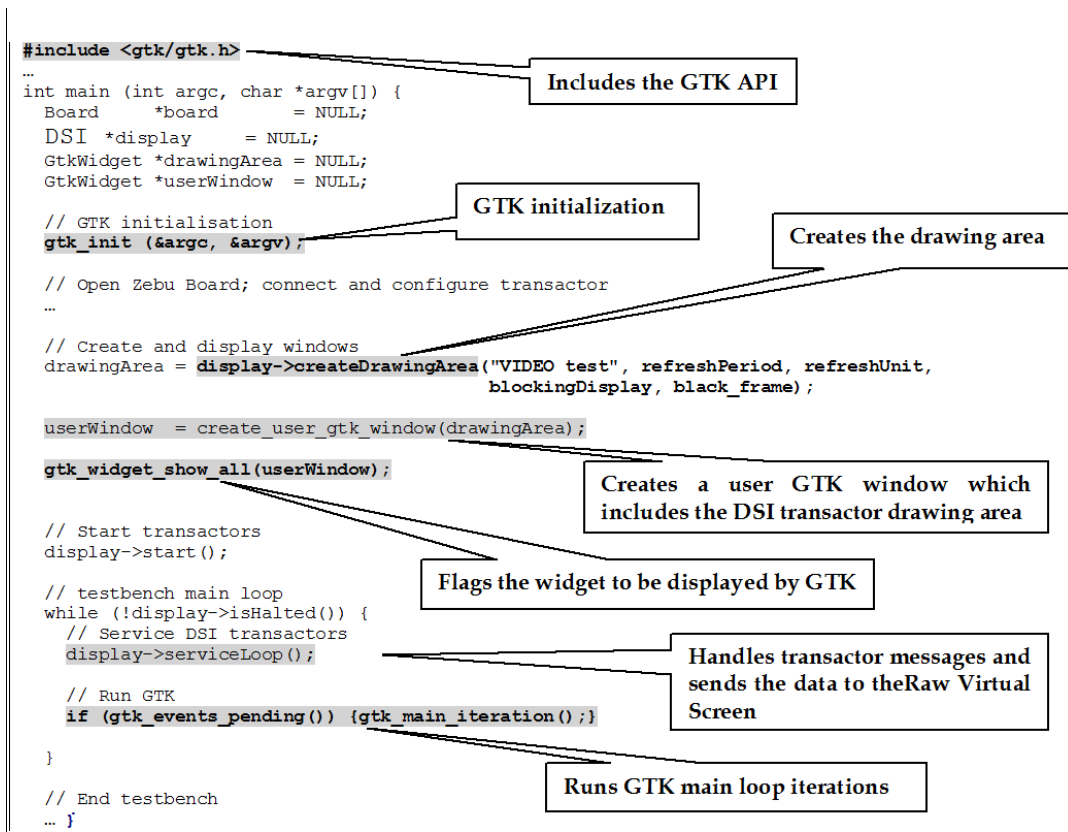 #include <gtk/gtk.h>
…
Includes the GTK API
int main (int argc, char *argv[]) {
Board *board = NULL;
DSI *display = NULL;
GtkWidget *drawingArea = NULL;
GtkWidget *userWindow = NULL;
GTK initialization
// GTK initialisation
gtk_init (&argc, &argv);
Creates the drawing area
// Open Zebu Board; connect and configure transactor
…
// Create and display windows
drawingArea = display->createDrawingArea("VIDEO test", refreshPeriod, refreshUnit,
blockingDisplay, black_frame);
userWindow = create_user_gtk_window(drawingArea);
gtk_widget_show_all(userWindow);
Creates a user GTK window which
includes the DSI transactor drawing area
// Start transactors
display->start();
Flags the widget to be displayed by GTK
// testbench main loop
while (!display->isHalted()) {
// Service DSI transactors
display->serviceLoop();
Handles transactor messages and
sends the data to theRaw Virtual
Screen
// Run GTK
if (gtk_events_pending()) {gtk_main_iteration();}
}
Runs GTK main loop iterations
// End testbench
… }